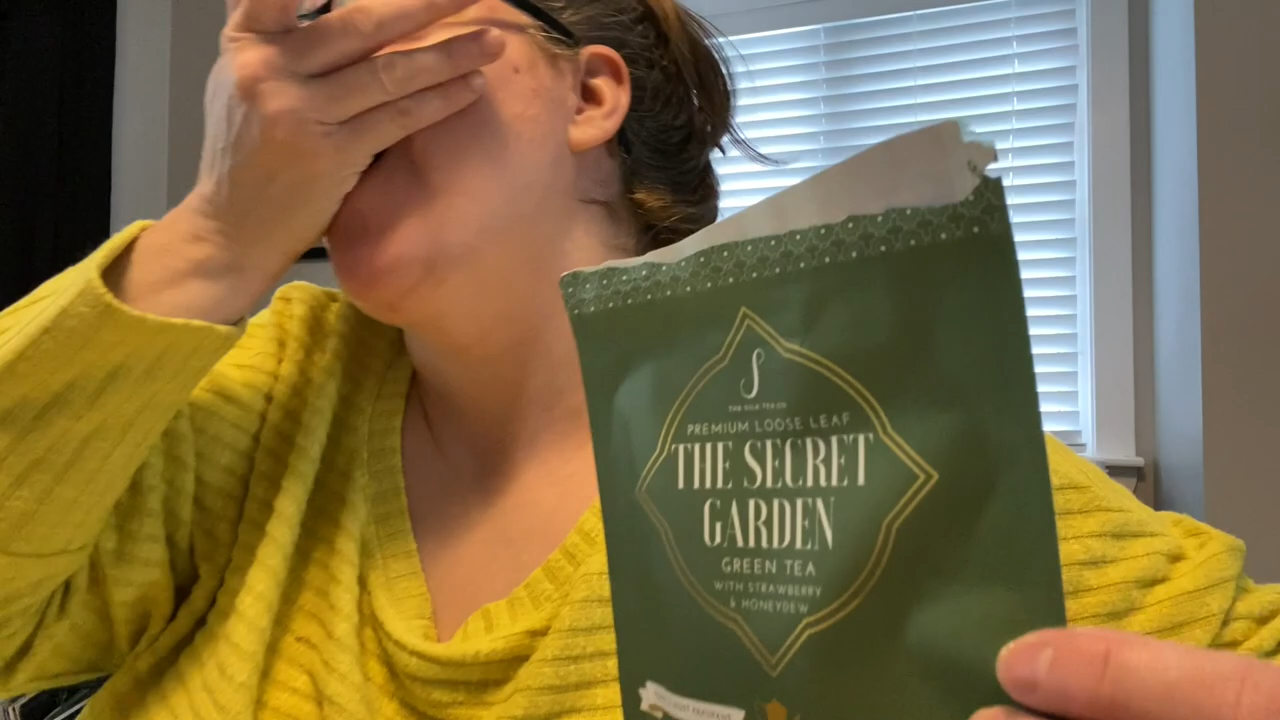 S
THE SILK TEA CO
PREMIUM LOOSE LEAF
THE SECRET
GARDEN
GREEN TEA
WITH STRAWBERRY
& HONEYDEW